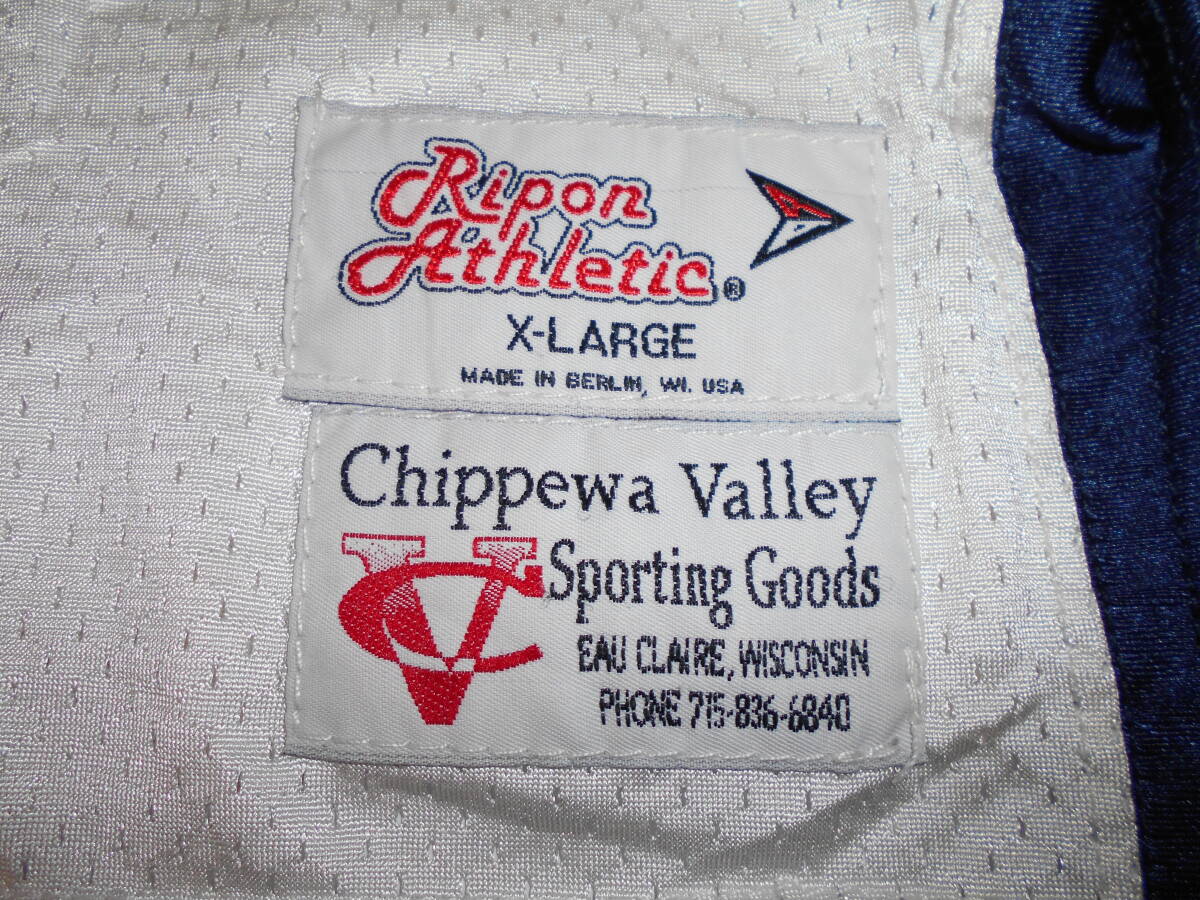 Ripon
Athletic®
X-LARGE
MADE IN BERLIN, WI. USA
Chippewa Valley
CV Sporting Goods
EAU CLAIRE, WISCONSIN
PHONE 715-836-6840